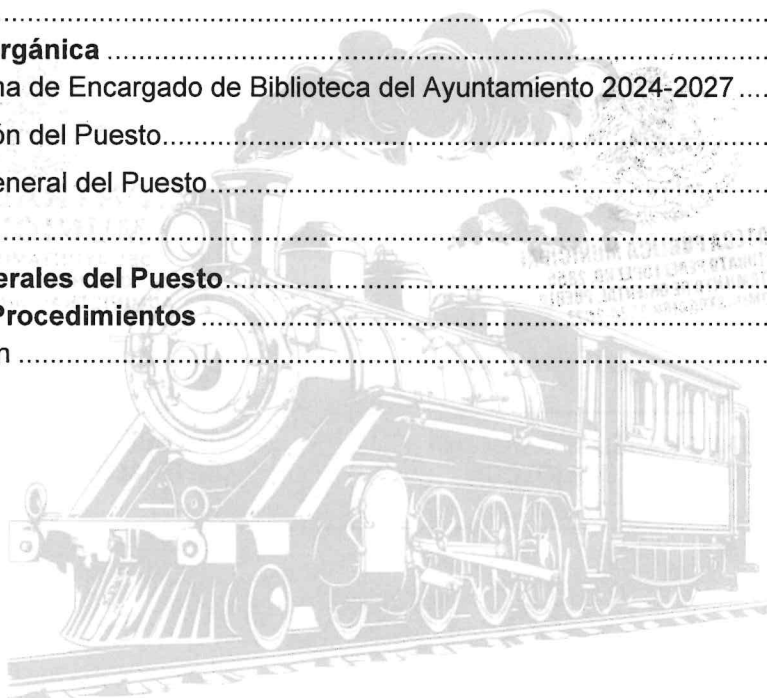 rgánica
na de Encargado de Biblioteca del Ayuntamiento 2024-2027
ón del Puesto
eneral del Puesto
erales del Puesto
Procedimientos
n